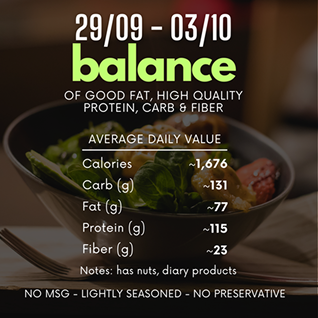 29/09 - 03/10
balance
OF GOOD FAT, HIGH QUALITY
PROTEIN, CARB & FIBER
AVERAGE DAILY VALUE
Calories ~1,676
Carb (g) ~131
Fat (g) ~77
Protein (g) ~115
Fiber (g) ~23
Notes: has nuts, diary products
NO MSG - LIGHTLY SEASONED - NO PRESERVATIVE